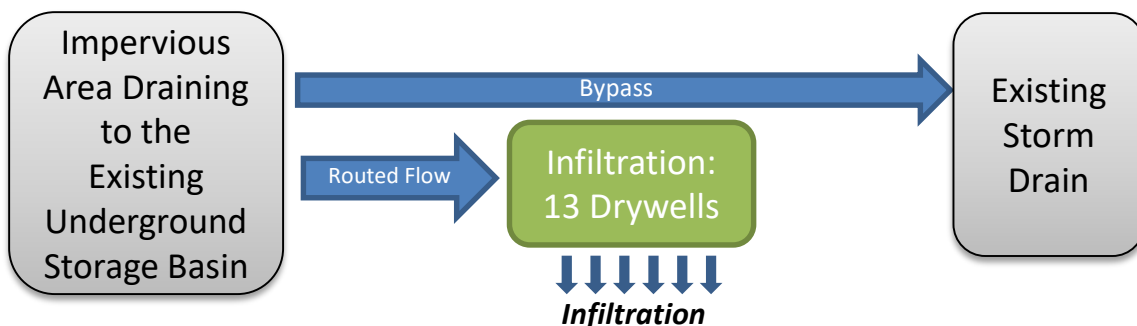 Impervious
Area Draining
to the
Existing
Underground
Storage Basin
Bypass
Routed Flow
Infiltration:
13 Drywells
Infiltration
Existing
Storm
Drain